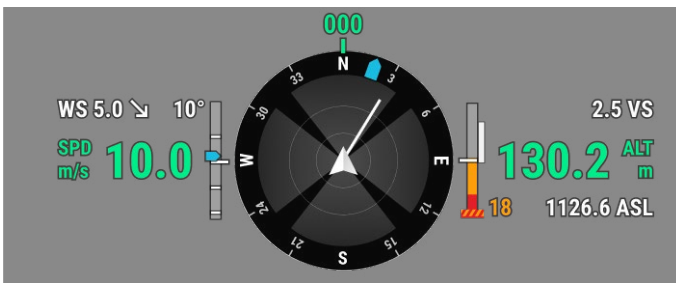 000
N
3
6
E
12
15
S
21
24
W
30
33
WS 5.0 ↘ 10°
SPD
m/s
10.0
2.5 VS
130.2
ALT
m
18
1126.6 ASL